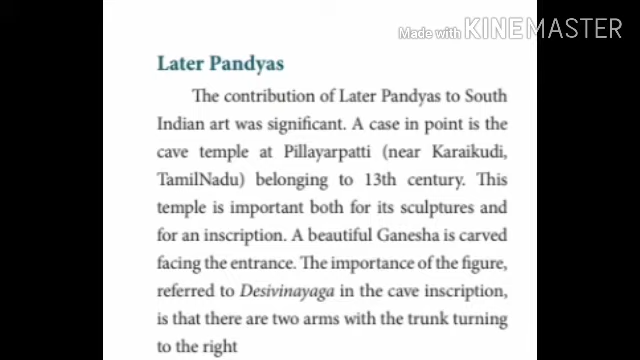 Made with KINEMASTER
Later Pandyas
The contribution of Later Pandyas to South
Indian art was significant. A case in point is the
cave temple at Pillayarpatti (near Karaikudi,
TamilNadu) belonging to 13th century. This
temple is important both for its sculptures and
for an inscription. A beautiful Ganesha is carved
facing the entrance. The importance of the figure,
referred to Desivinayaga in the cave inscription,
is that there are two arms with the trunk turning
to the right